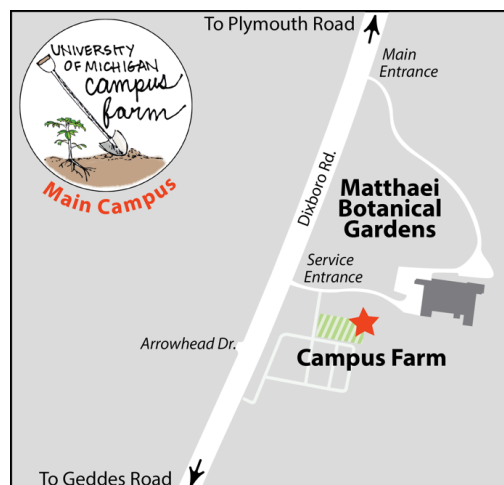 To Plymouth Road
UNIVERSITY
OF MICHIGAN
campus
farm
Main Campus
Main
Entrance
Dixboro Rd.
Matthaei
Botanical
Gardens
Service
Entrance
Arrowhead Dr.
Campus Farm
To Geddes Road